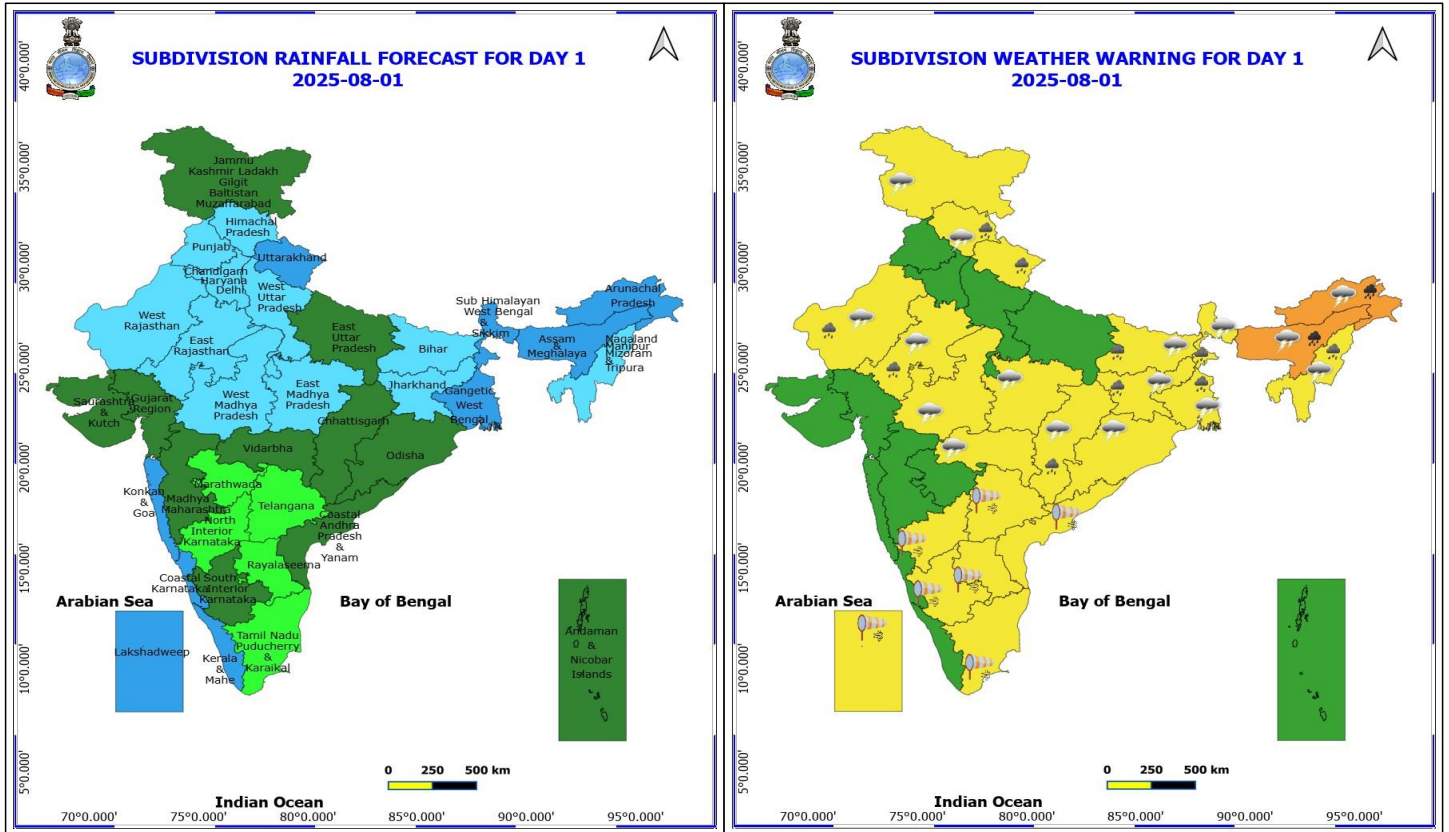 SUBDIVISION RAINFALL FORECAST FOR DAY 1
2025-08-01
40°0.000'
35°0.000'
30°0.000'
25°0.000'
20°0.000'
15°0.000'
10°0.000'
5°0.000'
Jammu
Kashmir Ladakh
Gilgit
Baltistan
Muzaffarabad
Himachal
Pradesh
Punjab
Uttarakhand
Chandigarh
Haryana
Delhi
West
Uttar
Pradesh
West
Rajasthan
East
Rajasthan
East
Uttar
Pradesh
Sub Himalayan
West Bengal
&
Sikkim
Arunachal
Pradesh
Assam
&
Meghalaya
Nagaland
Manipur
Mizoram
&
Tripura
Bihar
Jharkhand
Gangetic
West
Bengal
Saurashtra
&
Kutch
Gujarat
Region
West
Madhya
Pradesh
East
Madhya
Pradesh
Chhattisgarh
Vidarbha
Odisha
Konkan
&
Goa
Madhya
Maharashtra
Marathwada
Telangana
North
Interior
Karnataka
Coastal
Andhra
Pradesh
&
Yanam
Rayalaseema
Coastal
Karnataka
South
Interior
Karnataka
Arabian Sea
Bay of Bengal
Lakshadweep
Kerala
&
Mahe
Tamil Nadu
Puducherry
&
Karaikal
Andaman
&
Nicobar
Islands
0 250 500 km
Indian Ocean
70°0.000' 75°0.000' 80°0.000' 85°0.000' 90°0.000' 95°0.000'
SUBDIVISION WEATHER WARNING FOR DAY 1
2025-08-01
40°0.000'
35°0.000'
30°0.000'
25°0.000'
20°0.000'
15°0.000'
10°0.000'
5°0.000'
Arabian Sea
Bay of Bengal
0 250 500 km
Indian Ocean
70°0.000' 75°0.000' 80°0.000' 85°0.000' 90°0.000' 95°0.000'